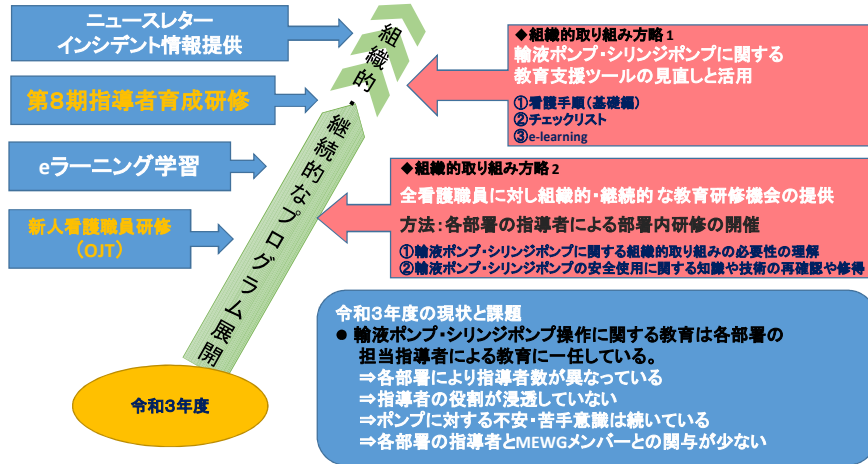 ニュースレター
インシデント情報提供
第8期指導者育成研修
eラーニング学習
新人看護職員研修
(OJT)
組織的・継続的なプログラム展開
令和3年度
◆組織的取り組み方略1
輸液ポンプ・シリンジポンプに関する
教育支援ツールの見直しと活用
①看護手順(基礎編)
②チェックリスト
③e-learning
◆組織的取り組み方略2
全看護職員に対し組織的・継続的な教育研修機会の提供
方法:各部署の指導者による部署内研修の開催
①輸液ポンプ・シリンジポンプに関する組織的取り組みの必要性の理解
②輸液ポンプ・シリンジポンプの安全使用に関する知識や技術の再確認や修得
令和3年度の現状と課題
● 輸液ポンプ・シリンジポンプ操作に関する教育は各部署の
担当指導者による教育に一任している。
⇒各部署により指導者数が異なっている
⇒指導者の役割が浸透していない
⇒ポンプに対する不安・苦手意識は続いている
⇒各部署の指導者とMEWGメンバーとの関与が少ない